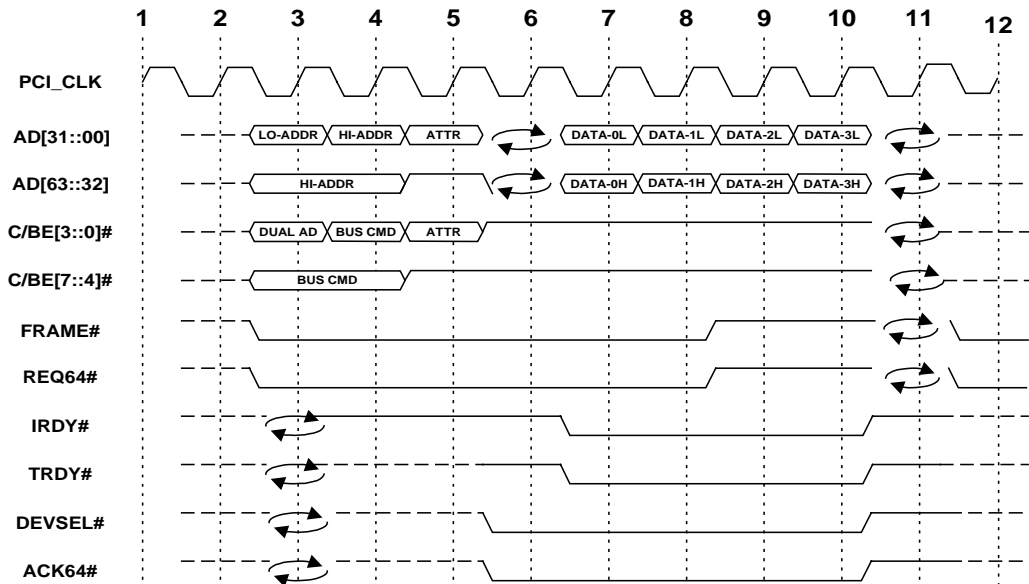 1 2 3 4 5 6 7 8 9 10 11 12
PCI_CLK
AD[31::00] LO-ADDR HI-ADDR ATTR DATA-0L DATA-1L DATA-2L DATA-3L
AD[63::32] HI-ADDR DATA-0H DATA-1H DATA-2H DATA-3H
C/BE[3::0]# DUAL AD BUS CMD ATTR
C/BE[7::4]# BUS CMD
FRAME#
REQ64#
IRDY#
TRDY#
DEVSEL#
ACK64#